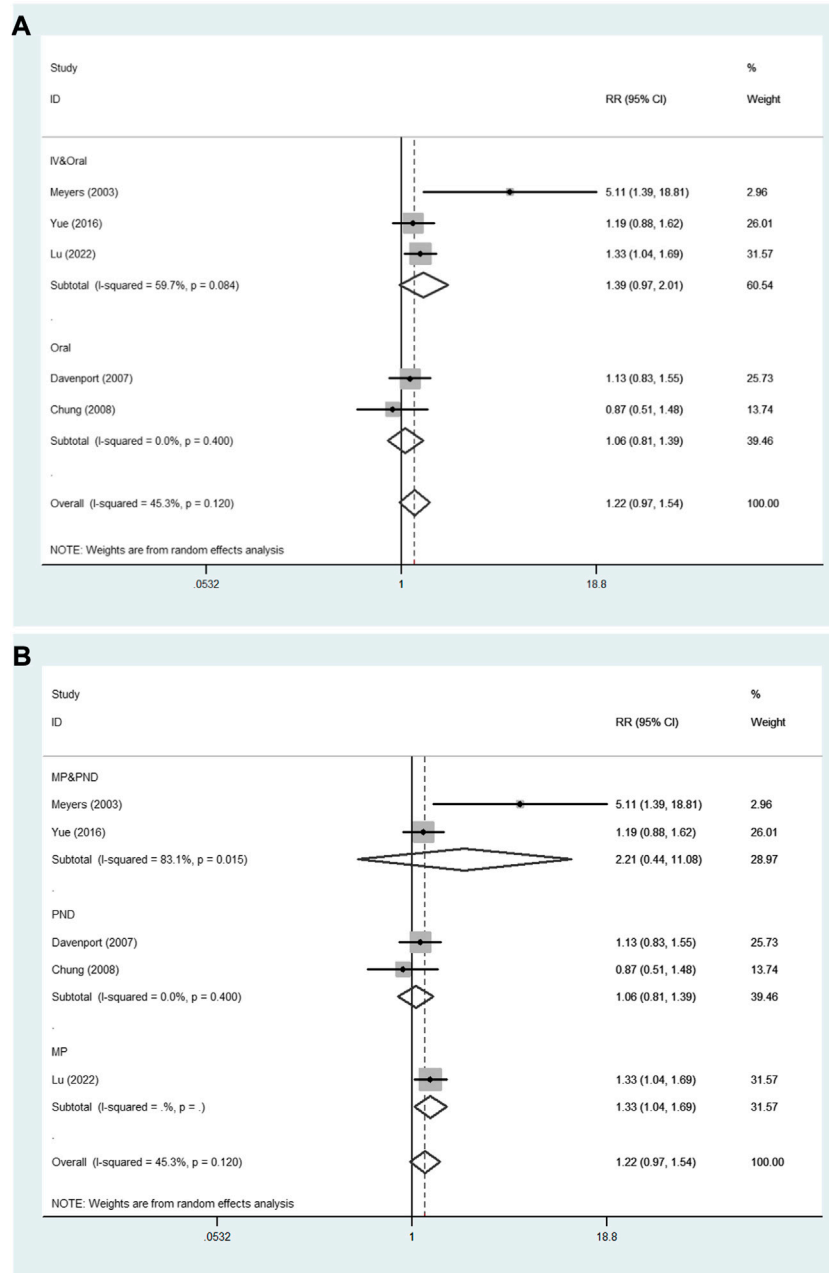 A
Study %
ID RR (95% CI) Weight
IV&Oral
Meyers (2003) 5.11 (1.39, 18.81) 2.96
Yue (2016) 1.19 (0.88, 1.62) 26.01
Lu (2022) 1.33 (1.04, 1.69) 31.57
Subtotal (I-squared = 59.7%, p = 0.084) 1.39 (0.97, 2.01) 60.54
.
Oral
Davenport (2007) 1.13 (0.83, 1.55) 25.73
Chung (2008) 0.87 (0.51, 1.48) 13.74
Subtotal (I-squared = 0.0%, p = 0.400) 1.06 (0.81, 1.39) 39.46
.
Overall (I-squared = 45.3%, p = 0.120) 1.22 (0.97, 1.54) 100.00
NOTE: Weights are from random effects analysis
.0532 1 18.8
B
Study %
ID RR (95% CI) Weight
MP&PND
Meyers (2003) 5.11 (1.39, 18.81) 2.96
Yue (2016) 1.19 (0.88, 1.62) 26.01
Subtotal (I-squared = 83.1%, p = 0.015) 2.21 (0.44, 11.08) 28.97
.
PND
Davenport (2007) 1.13 (0.83, 1.55) 25.73
Chung (2008) 0.87 (0.51, 1.48) 13.74
Subtotal (I-squared = 0.0%, p = 0.400) 1.06 (0.81, 1.39) 39.46
.
MP
Lu (2022) 1.33 (1.04, 1.69) 31.57
Subtotal (I-squared = .%, p = .) 1.33 (1.04, 1.69) 31.57
.
Overall (I-squared = 45.3%, p = 0.120) 1.22 (0.97, 1.54) 100.00
NOTE: Weights are from random effects analysis
.0532 1 18.8